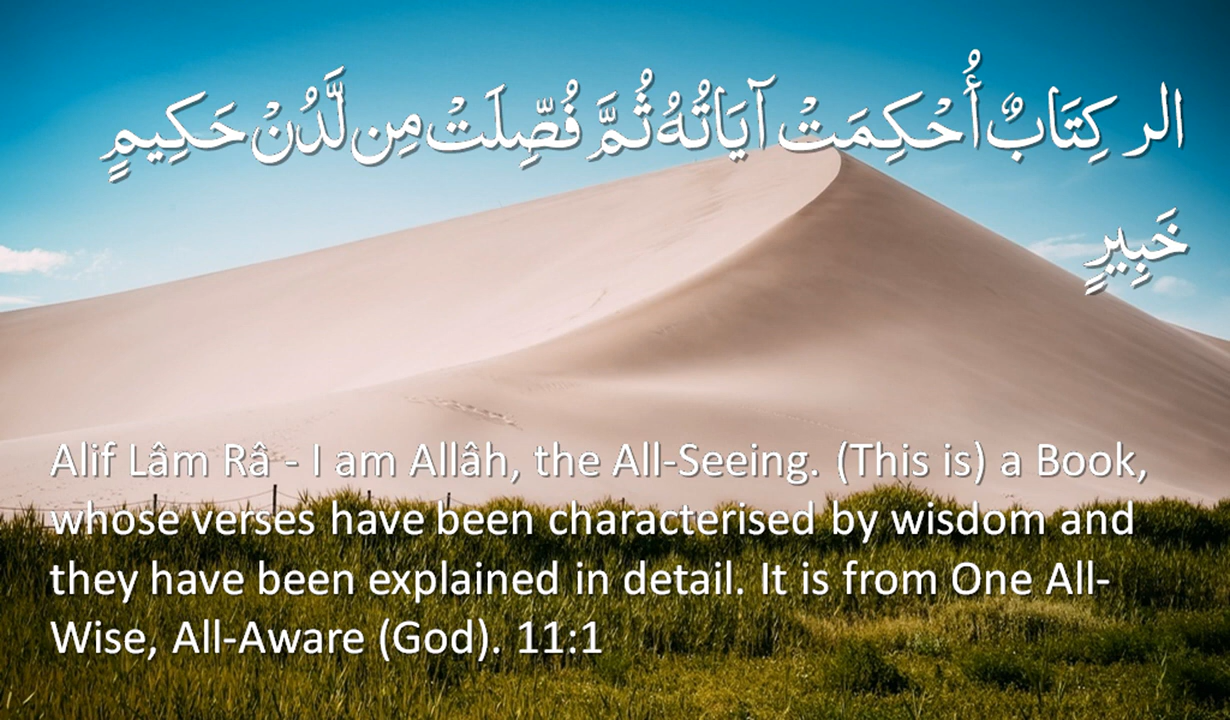 الر كِتَابٌ أُحْكِمَتْ آيَاتُهُ ثُمَّ فُصِّلَتْ مِن لَّدُنْ حَكِيمٍ
خَبِيرٍ
Alif Lâm Râ - I am Allâh, the All-Seeing. (This is) a Book,
whose verses have been characterised by wisdom and
they have been explained in detail. It is from One All-
Wise, All-Aware (God). 11:1